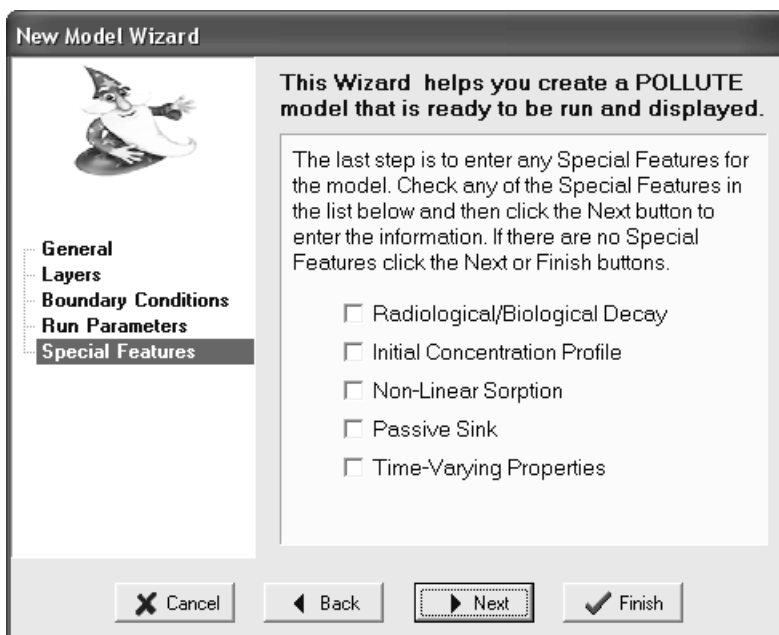 New Model Wizard
This Wizard helps you create a POLLUTE
model that is ready to be run and displayed.
General
Layers
Boundary Conditions
Run Parameters
Special Features
The last step is to enter any Special Features for
the model. Check any of the Special Features in
the list below and then click the Next button to
enter the information. If there are no Special
Features click the Next or Finish buttons.
Radiological/Biological Decay
Initial Concentration Profile
Non-Linear Sorption
Passive Sink
Time-Varying Properties
Cancel
Back
Next
Finish